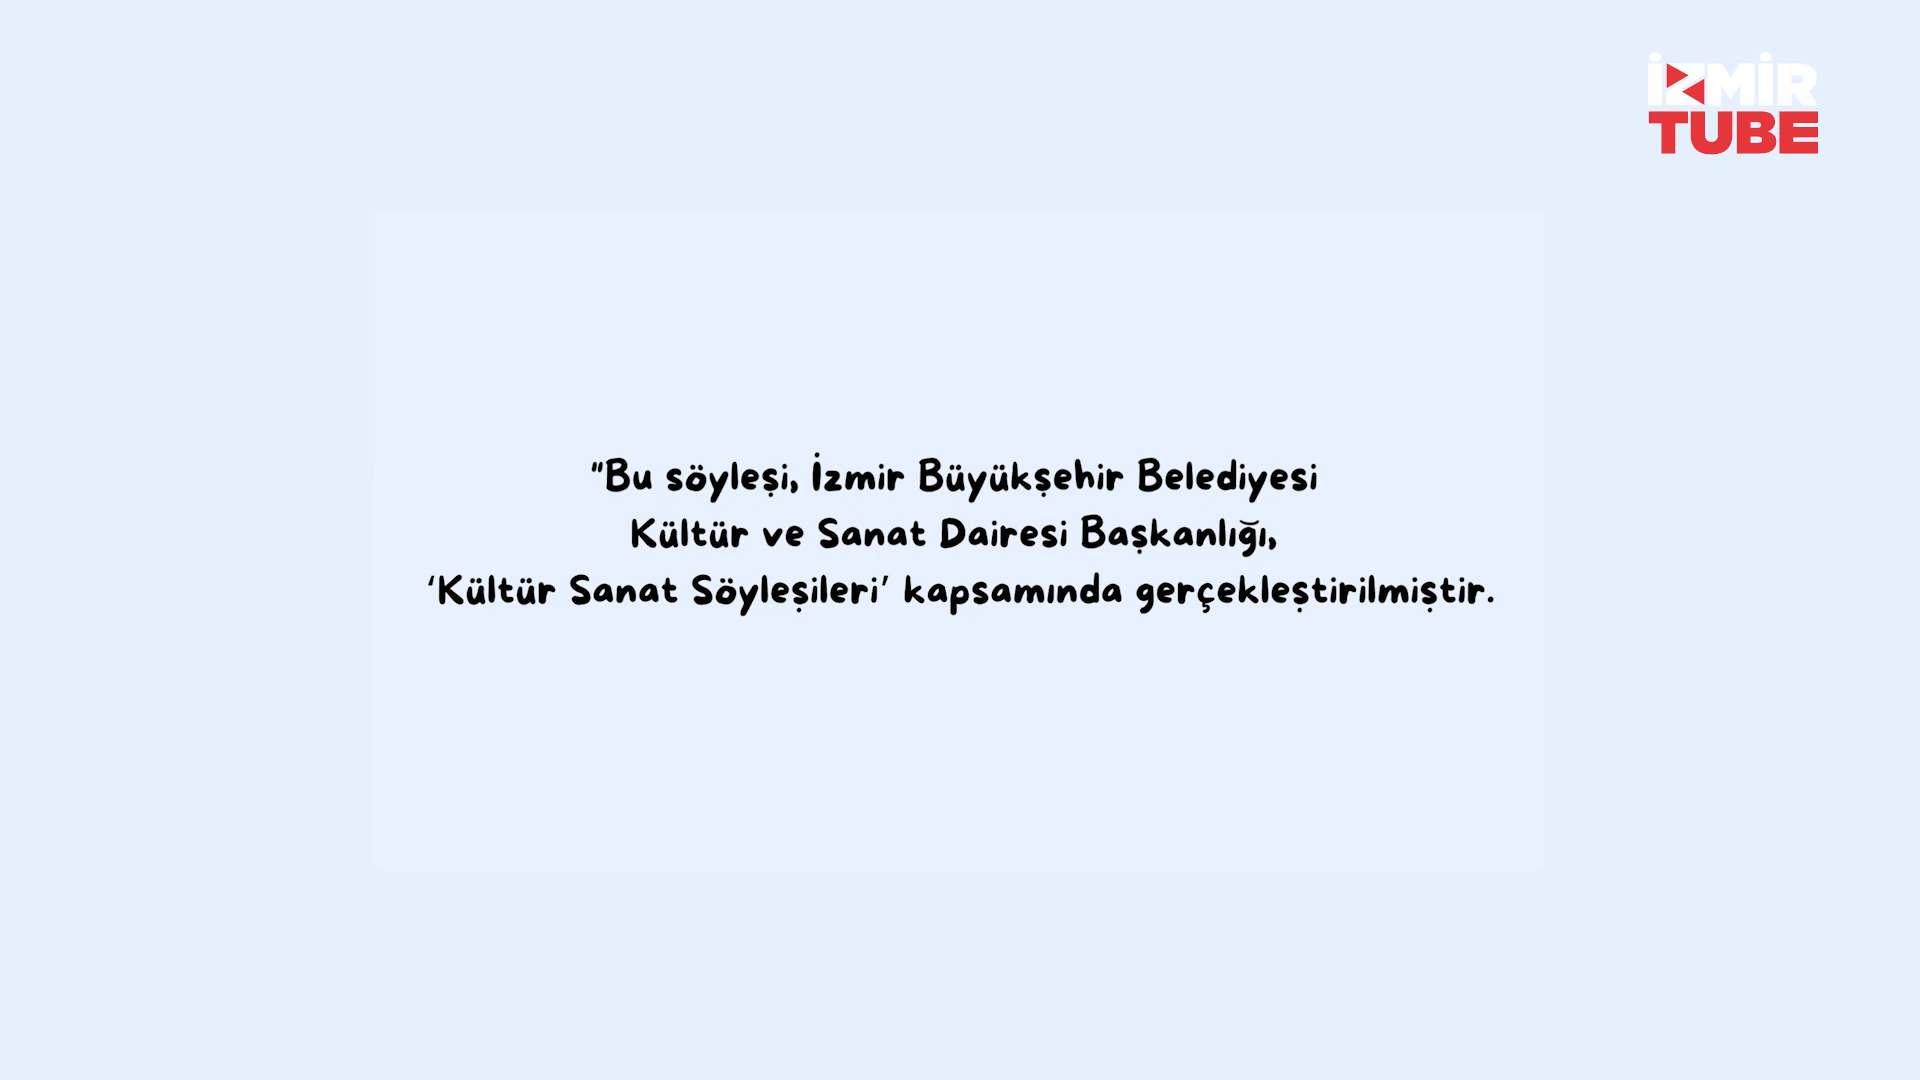 İZMİR
TUBE
"Bu söyleşi, İzmir Büyükşehir Belediyesi
Kültür ve Sanat Dairesi Başkanlığı,
‘Kültür Sanat Söyleşileri’ kapsamında gerçekleştirilmiştir.